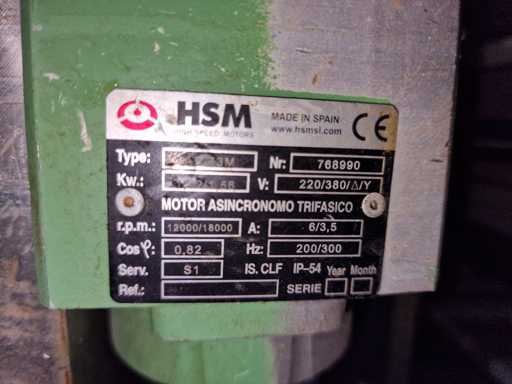 HSM
HIGH SPEED MOTORS
MADE IN SPAIN
www.hsmsl.com
CE
Type: Nr: 768990
Kw.: V: 220/380/Δ/Y
MOTOR ASINCRONOMO TRIFASICO
r.p.m.: 12000/18000 A: 6/3,5
Cos φ: 0,82 Hz: 200/300
Serv. S1 IS. CLF IP-54 Year Month
Ref.: SERIE